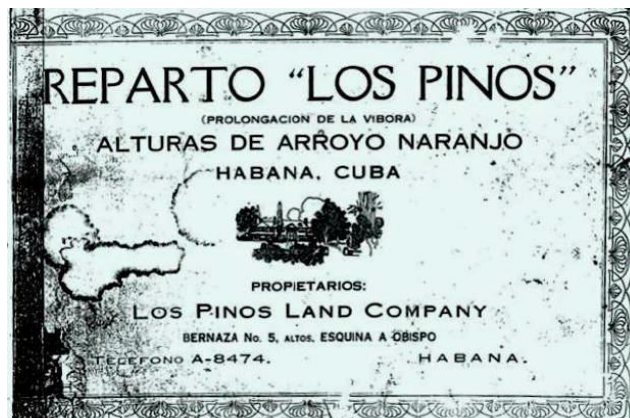 REPARTO "LOS PINOS"
(PROLONGACION DE LA VIBORA)
ALTURAS DE ARROYO NARANJO
HABANA, CUBA
PROPIETARIOS:
LOS PINOS LAND COMPANY
BERNAZA No. 5, ALTOS, ESQUINA A OBISPO
TELEFONO A-8474. HABANA.